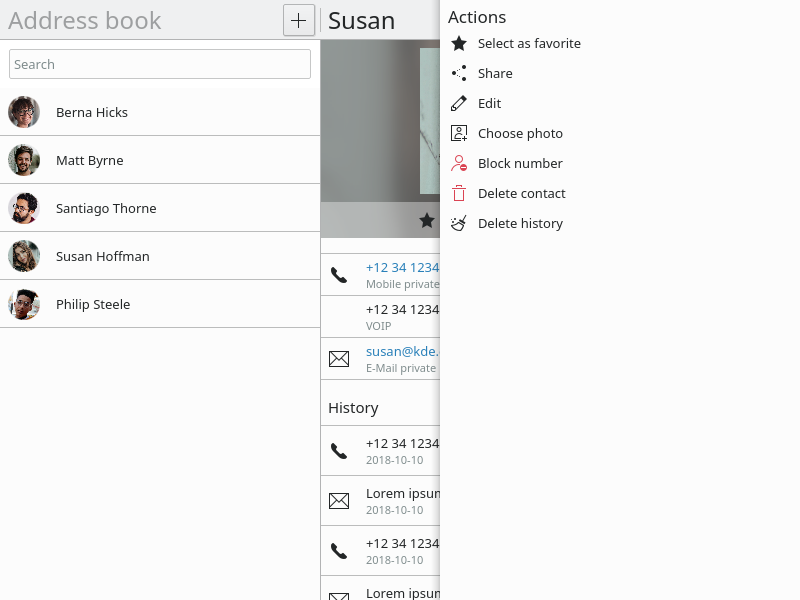 Address book
Search
Berna Hicks
Matt Byrne
Santiago Thorne
Susan Hoffman
Philip Steele
Susan
+12 34 1234
Mobile private
+12 34 1234
VOIP
susan@kde.
E-Mail private
History
+12 34 1234
2018-10-10
Lorem ipsum
2018-10-10
+12 34 1234
2018-10-10
Lorem ipsum
Actions
Select as favorite
Share
Edit
Choose photo
Block number
Delete contact
Delete history